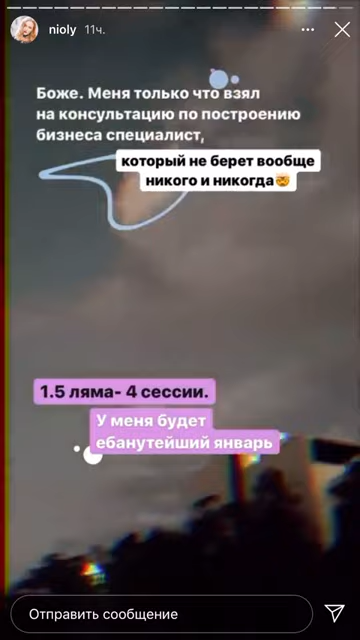 nioly 11ч.
Боже. Меня только что взял
на консультацию по построению
бизнеса специалист,
который не берет вообще
никого и никогда🤯
1.5 ляма- 4 сессии.
У меня будет
ебанутейший январь
Отправить сообщение